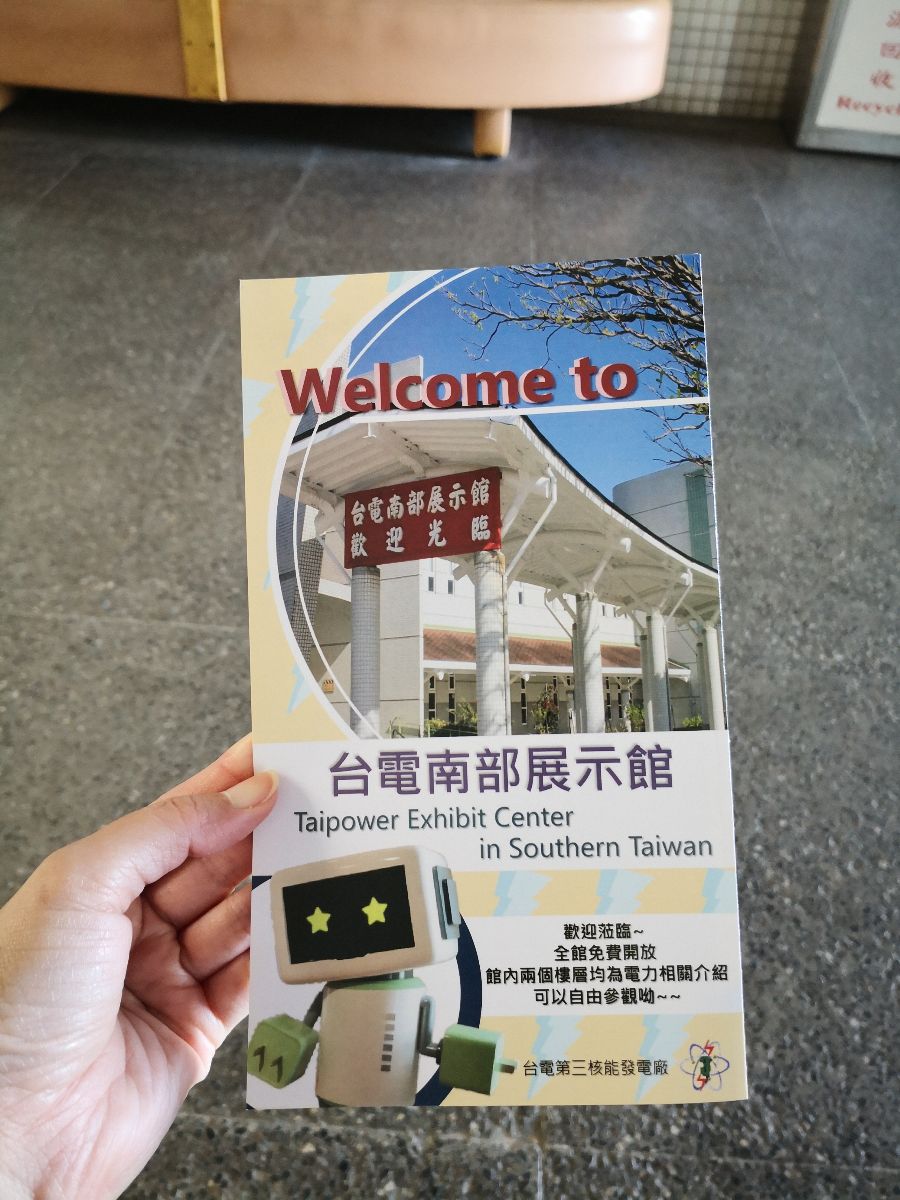 回
收
Recycl
Welcome to
台電南部展示館
歡迎光臨
台電南部展示館
Taipower Exhibit Center
in Southern Taiwan
歡迎蒞臨~
全館免費開放
館內兩個樓層均為電力相關介紹
可以自由參觀呦~~
台電第三核能發電廠